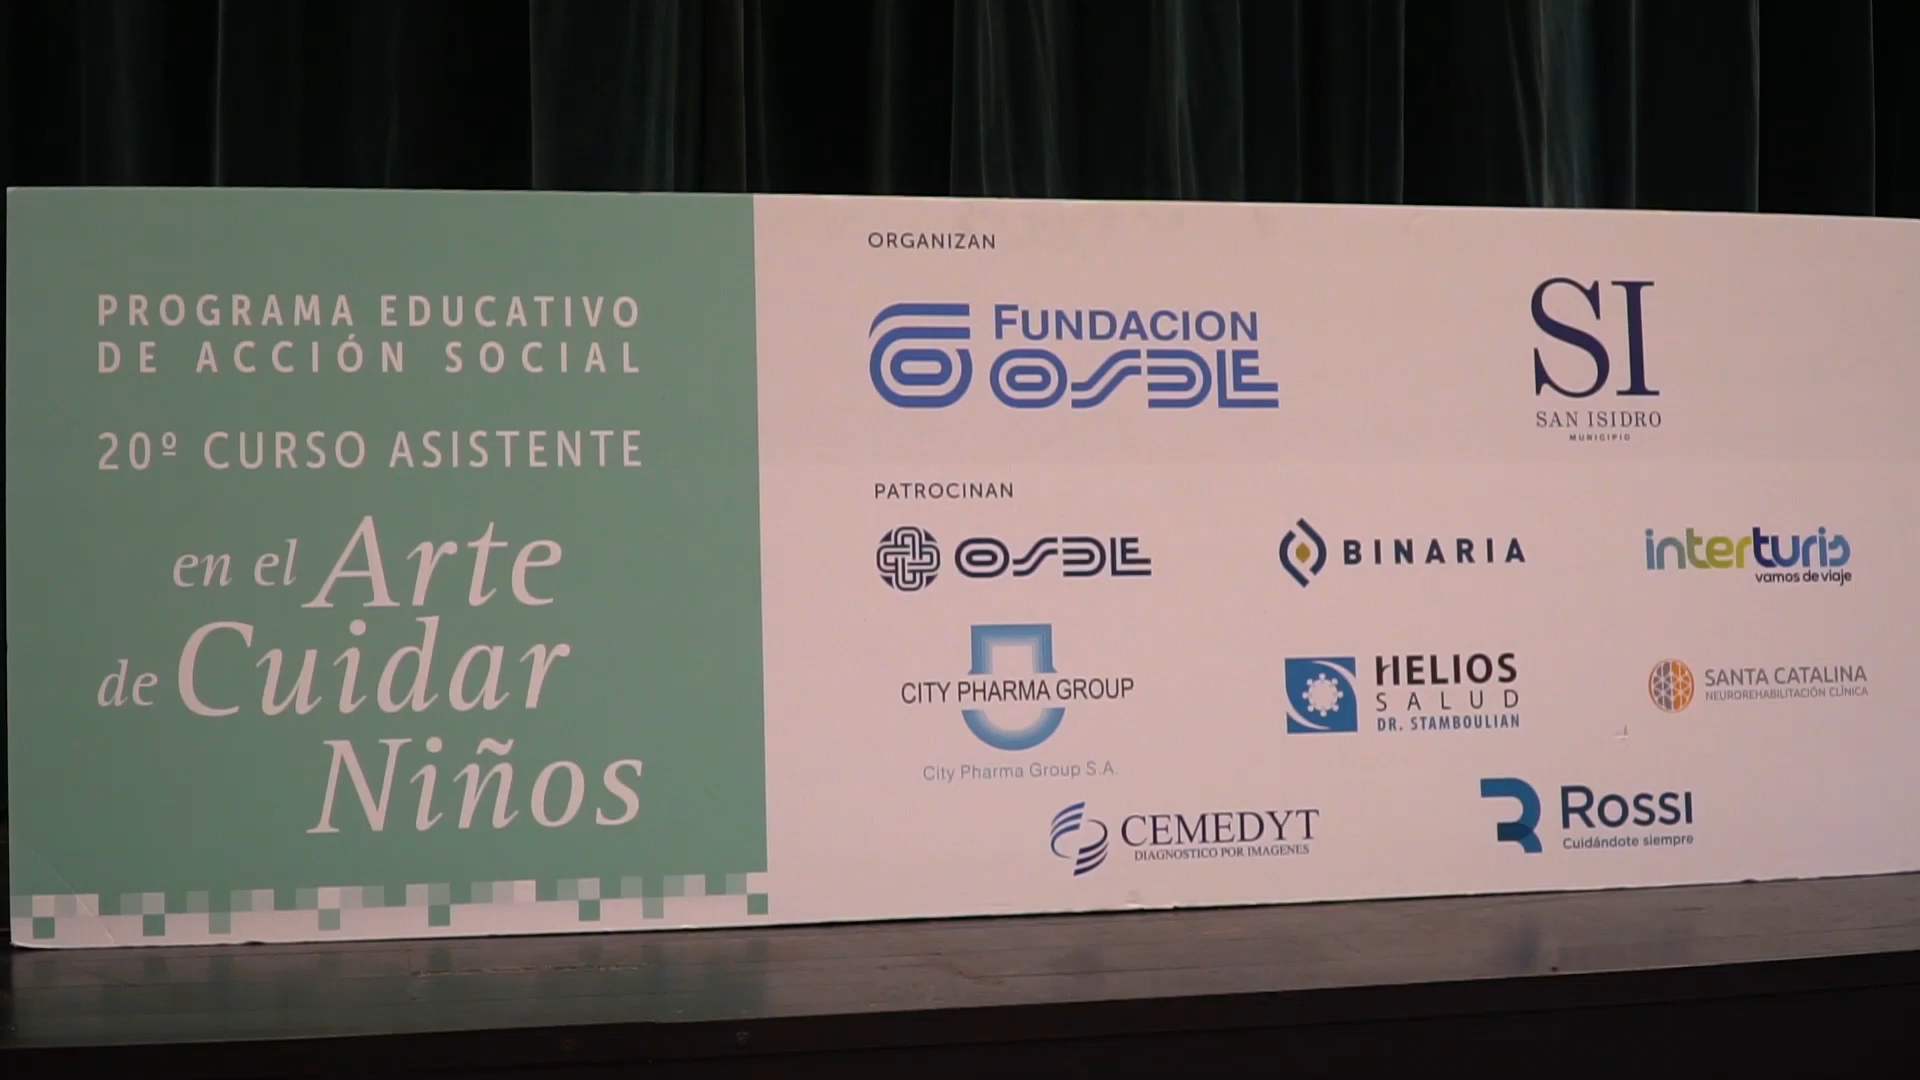 PROGRAMA EDUCATIVO
DE ACCIÓN SOCIAL
20º CURSO ASISTENTE
en el Arte
de Cuidar
Niños
ORGANIZAN
FUNDACION
OSDE
SI
SAN ISIDRO
MUNICIPIO
PATROCINAN
OSDE
BINARIA
interturis
vamos de viaje
CITY PHARMA GROUP
City Pharma Group S.A.
HELIOS
SALUD
DR. STAMBOULIAN
SANTA CATALINA
NEUROREHABILITACIÓN CLÍNICA
CEMEDYT
DIAGNOSTICO POR IMAGENES
ROSSI
Cuidándote siempre